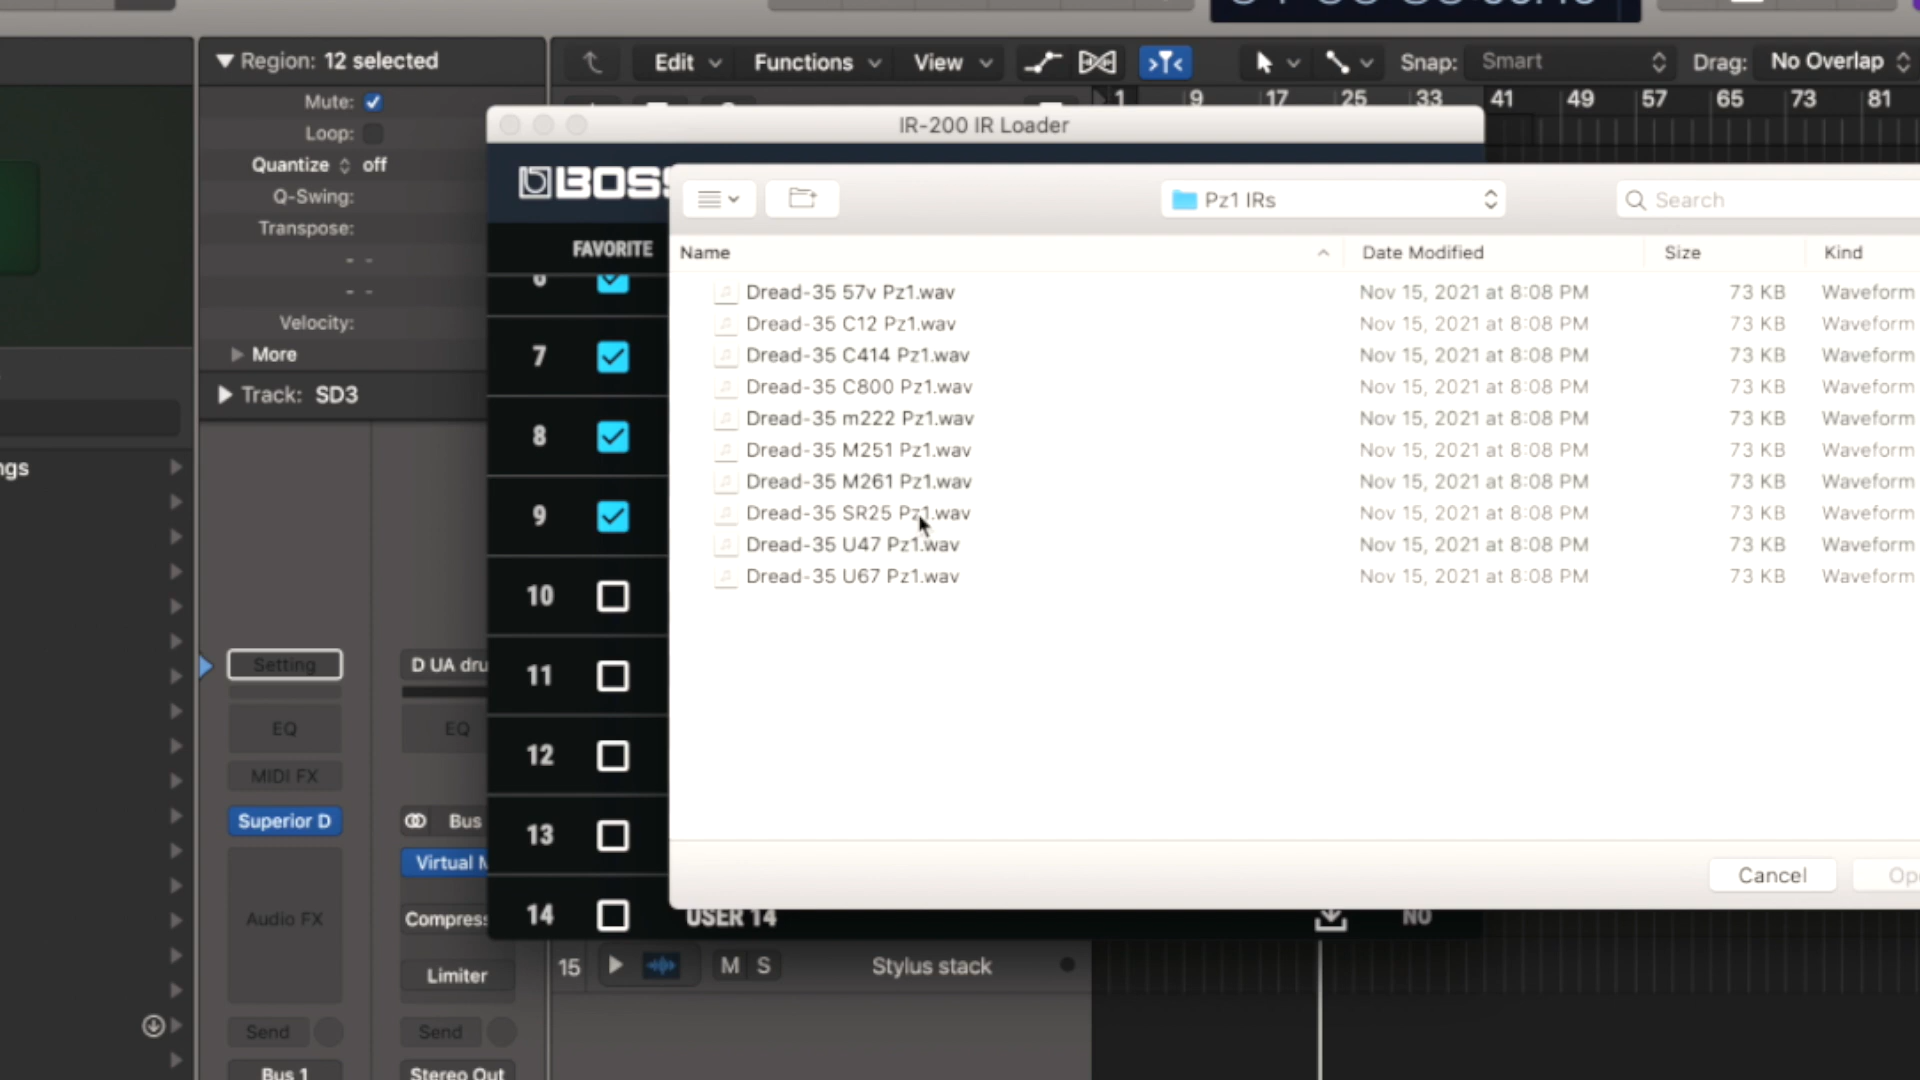 Region: 12 selected
Mute:
Loop:
Quantize off
Q-Swing:
Transpose:
- -
- -
Velocity:
More
Track: SD3
Edit
Functions
View
Snap: Smart
Drag: No Overlap
1 9 17 25 33 41 49 57 65 73 81
IR-200 IR Loader
BOSS
Pz1 IRs
Search
FAVORITE
Name
Date Modified
Size
Kind
Dread-35 57v Pz1.wav Nov 15, 2021 at 8:08 PM 73 KB Waveform
Dread-35 C12 Pz1.wav Nov 15, 2021 at 8:08 PM 73 KB Waveform
Dread-35 C414 Pz1.wav Nov 15, 2021 at 8:08 PM 73 KB Waveform
Dread-35 C800 Pz1.wav Nov 15, 2021 at 8:08 PM 73 KB Waveform
Dread-35 m222 Pz1.wav Nov 15, 2021 at 8:08 PM 73 KB Waveform
Dread-35 M251 Pz1.wav Nov 15, 2021 at 8:08 PM 73 KB Waveform
Dread-35 M261 Pz1.wav Nov 15, 2021 at 8:08 PM 73 KB Waveform
Dread-35 SR25 Pz1.wav Nov 15, 2021 at 8:08 PM 73 KB Waveform
Dread-35 U47 Pz1.wav Nov 15, 2021 at 8:08 PM 73 KB Waveform
Dread-35 U67 Pz1.wav Nov 15, 2021 at 8:08 PM 73 KB Waveform
7
8
9
10
11
12
13
14 USER 14 NO
Cancel
ngs
Setting
D UA dru
EQ
EQ
MIDI FX
Superior D
Bus
Virtual M
Audio FX
Compres
Limiter
Send
Send
Bus 1
Stereo Out
15 M S Stylus stack